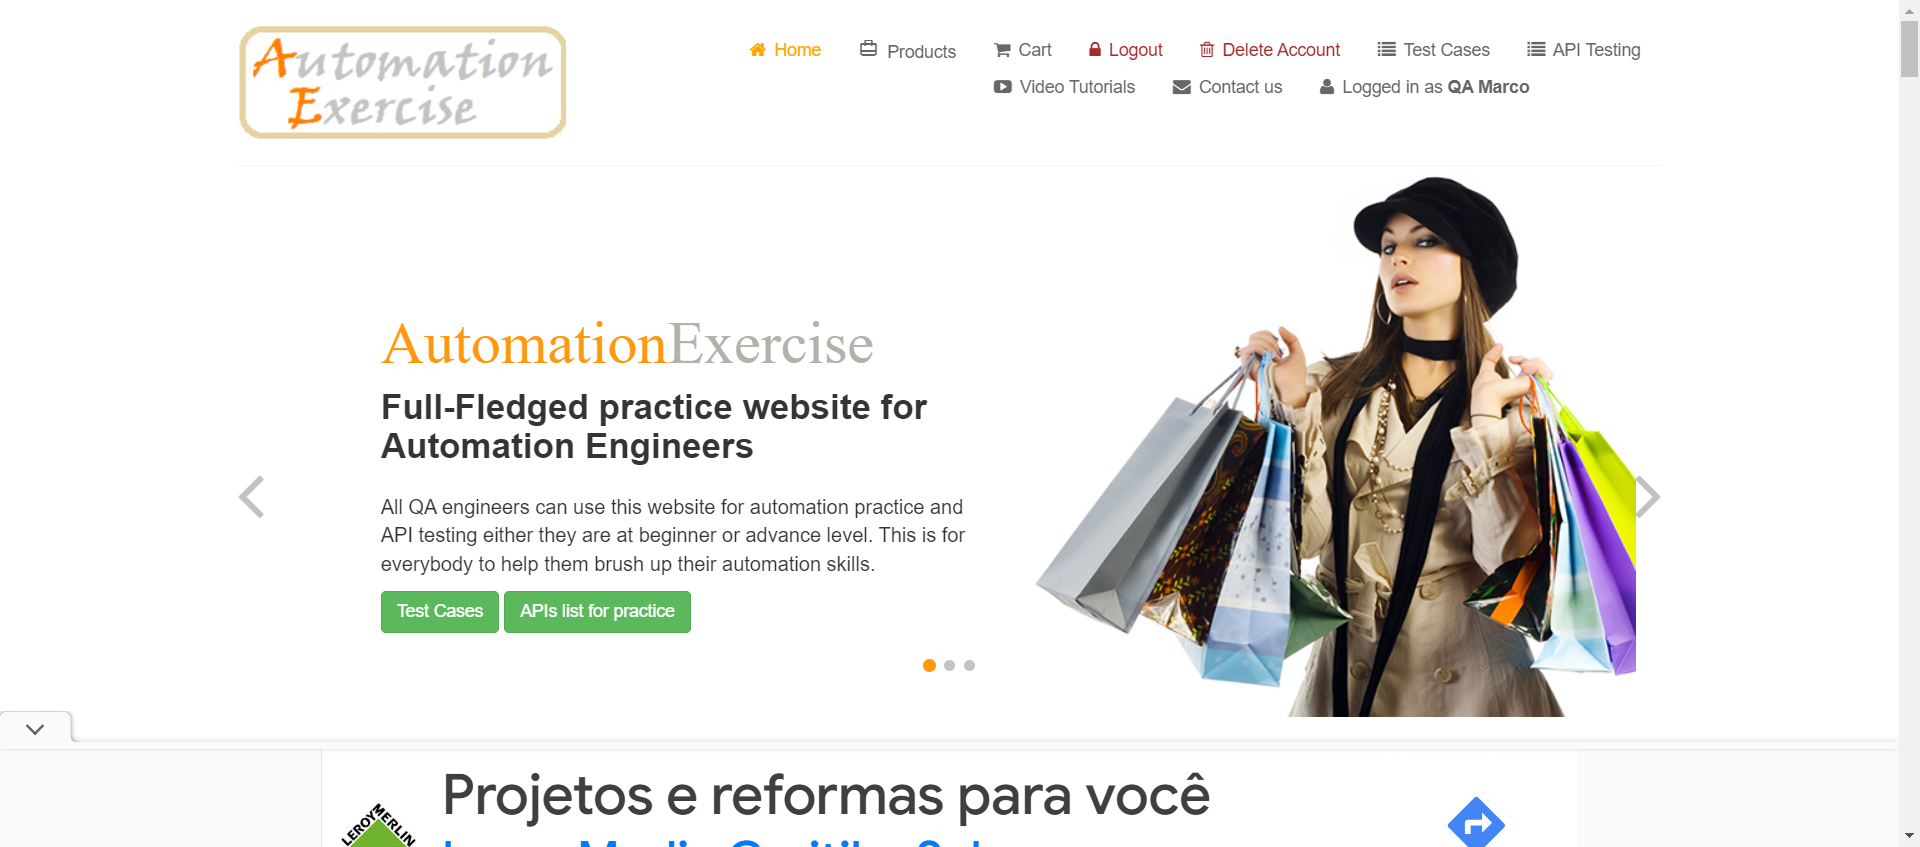 Automation
Exercise
Home Products Cart Logout Delete Account Test Cases API Testing
Video Tutorials Contact us Logged in as QA Marco
AutomationExercise
Full-Fledged practice website for
Automation Engineers
All QA engineers can use this website for automation practice and
API testing either they are at beginner or advance level. This is for
everybody to help them brush up their automation skills.
Test Cases APIs list for practice
Projetos e reformas para você
LEROY MERLIN